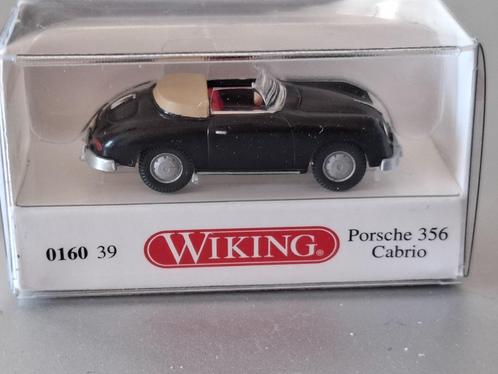 0160 39
WIKING®
Porsche 356
Cabrio